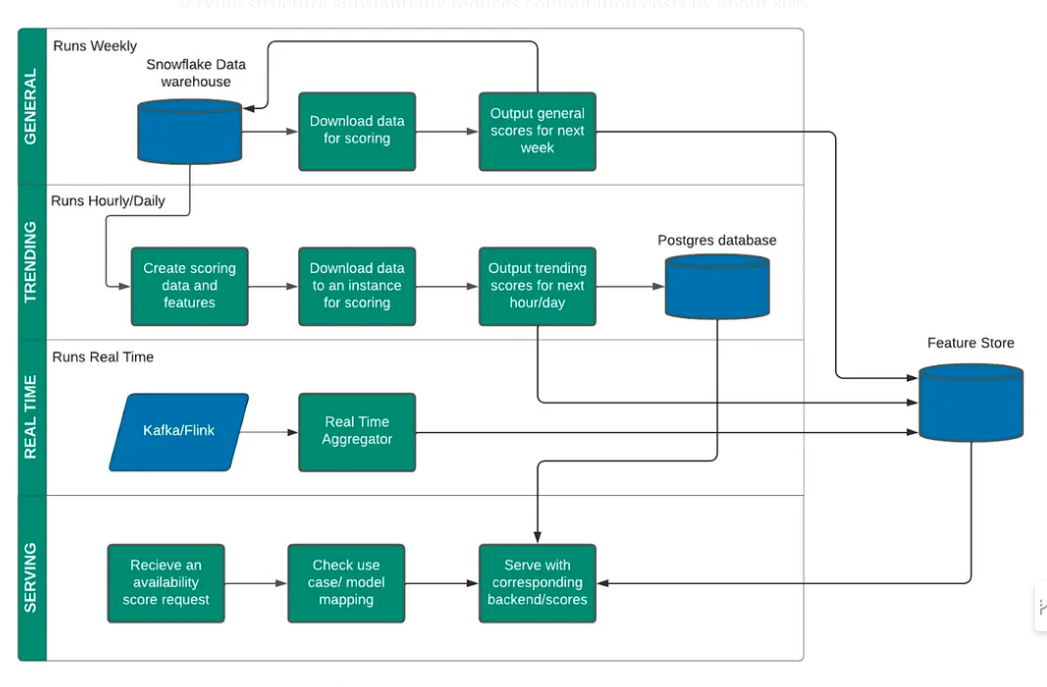 serving structure substantially reduces computation costs by about 80%
GENERAL
Runs Weekly
Snowflake Data
warehouse
Download data
for scoring
Output general
scores for next
week
TRENDING
Runs Hourly/Daily
Create scoring
data and
features
Download data
to an instance
for scoring
Output trending
scores for next
hour/day
Postgres database
REAL TIME
Runs Real Time
Kafka/Flink
Real Time
Aggregator
Feature Store
SERVING
Recieve an
availability
score request
Check use
case/ model
mapping
Serve with
corresponding
backend/scores